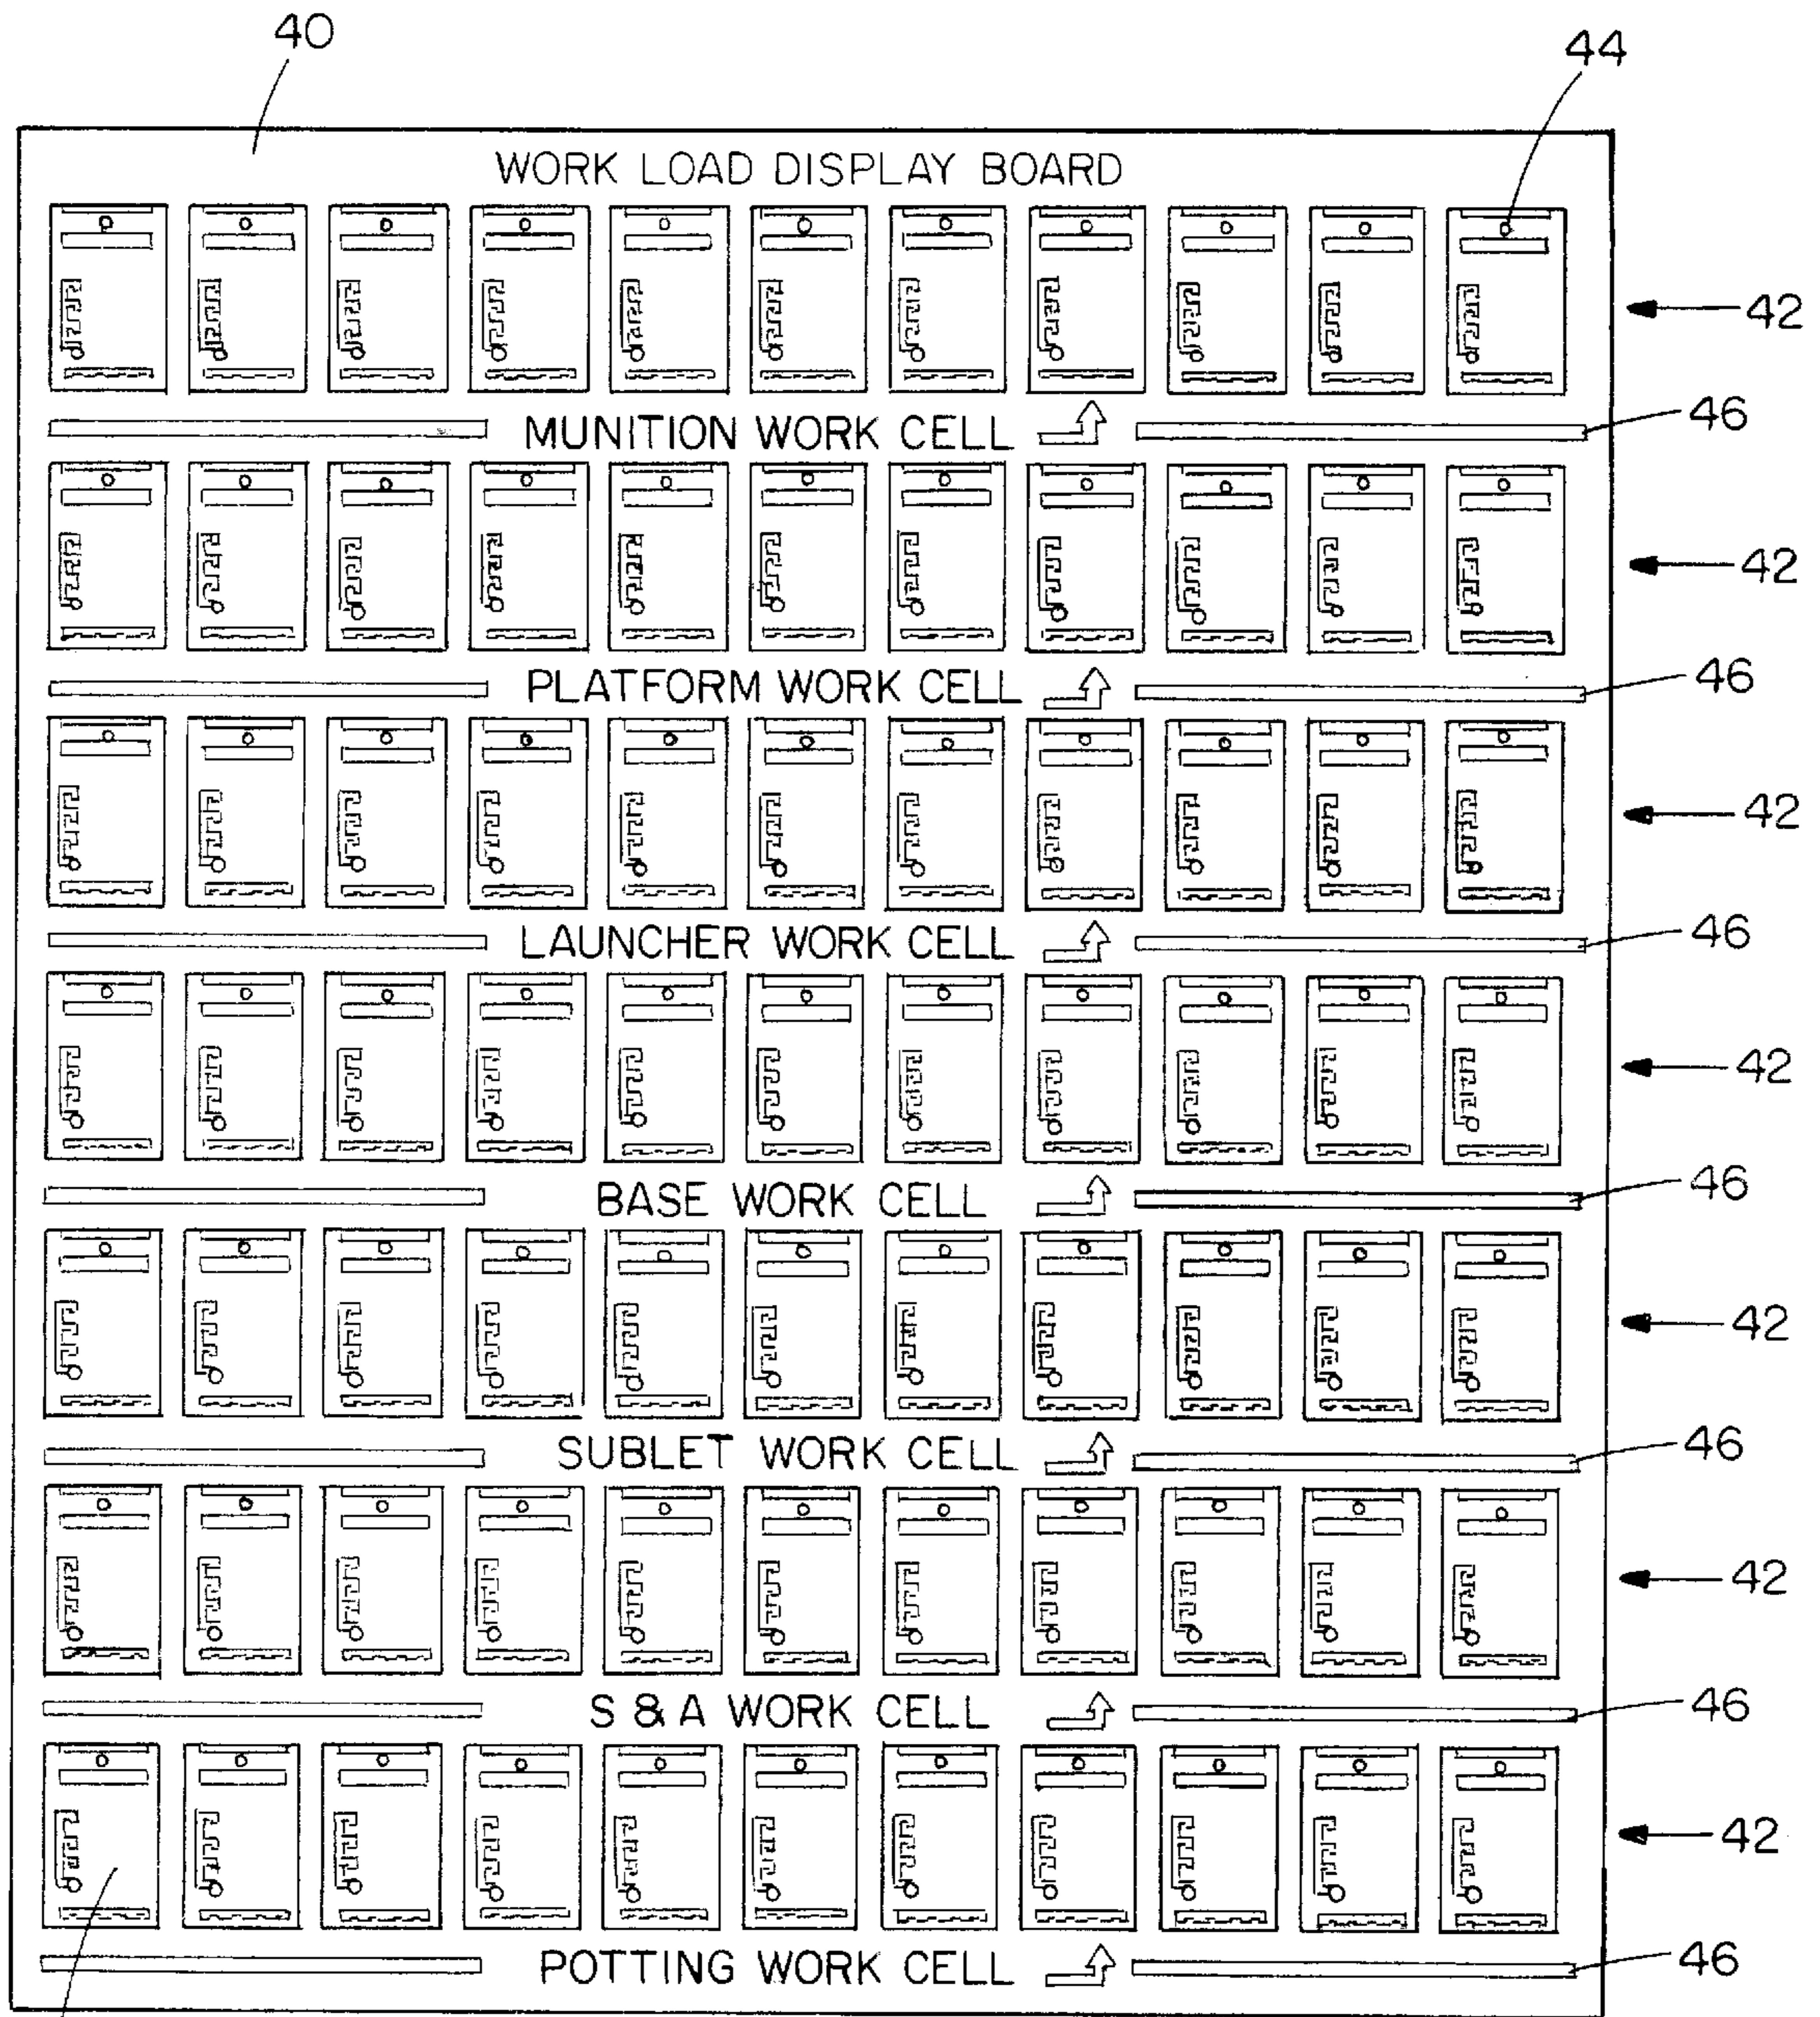 40
44
WORK LOAD DISPLAY BOARD
42
MUNITION WORK CELL
46
42
PLATFORM WORK CELL
46
42
LAUNCHER WORK CELL
46
42
BASE WORK CELL
46
42
SUBLET WORK CELL
46
42
S & A WORK CELL
46
42
POTTING WORK CELL
46